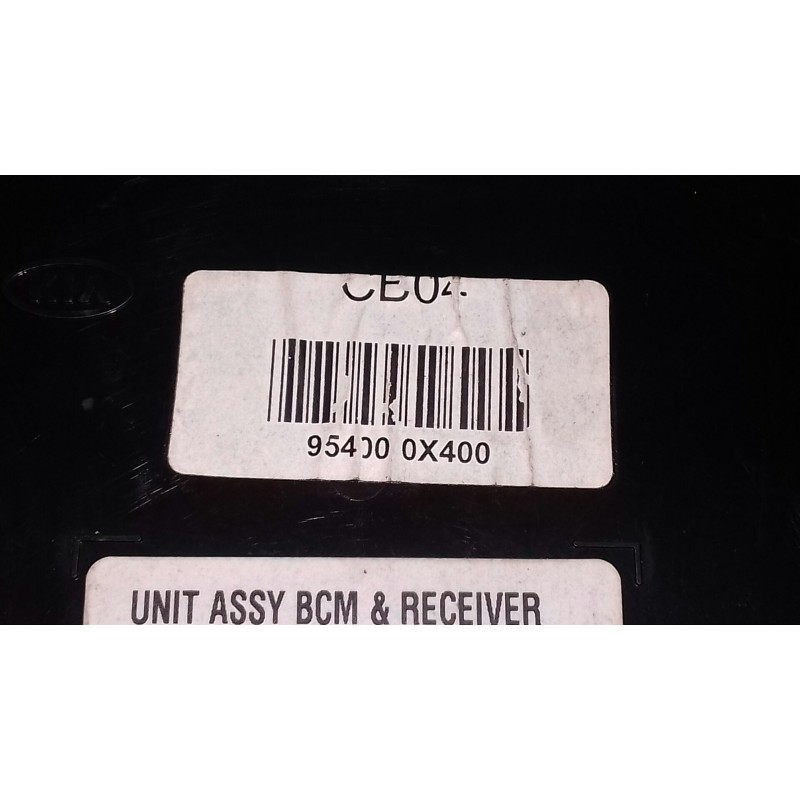 CE04
95400 0X400
UNIT ASSY BCM & RECEIVER